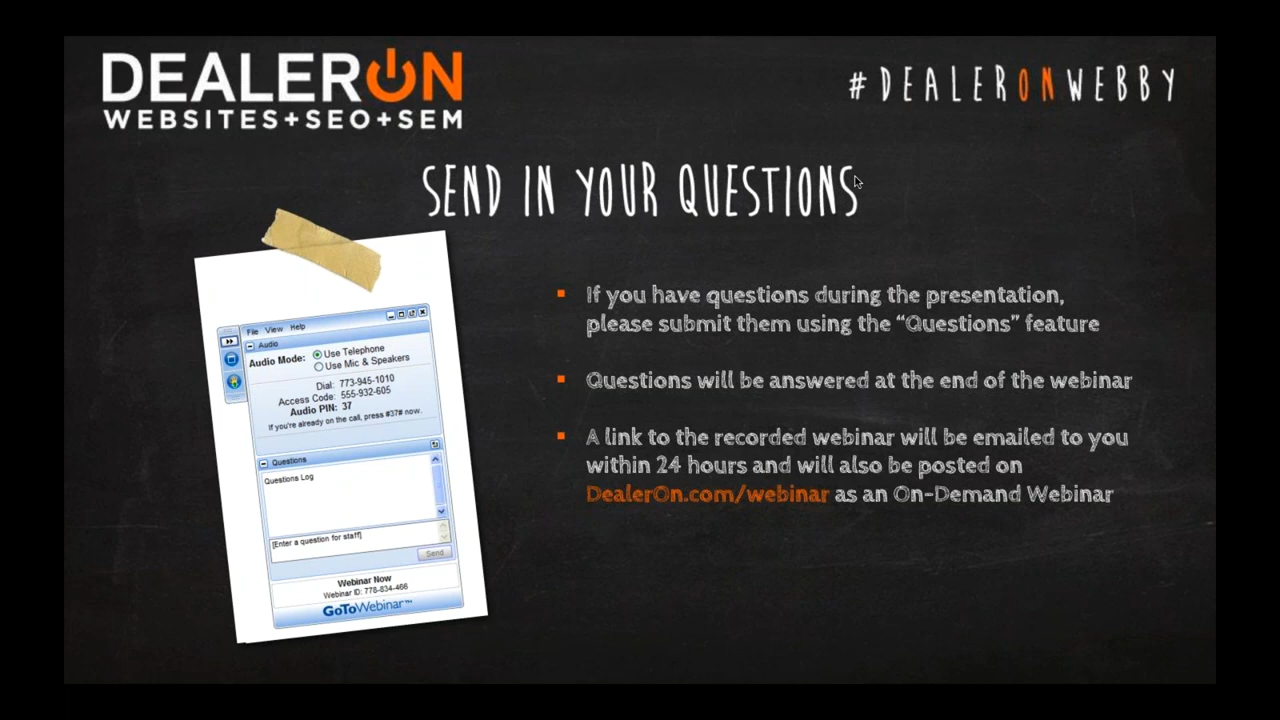 DEALERON
WEBSITES+SEO+SEM
#DEALERONWEBBY
SEND IN YOUR QUESTIONS
File View Help
Audio
Audio Mode: Use Telephone
Use Mic & Speakers
Dial: 773-945-1010
Access Code: 555-932-605
Audio PIN: 37
If you're already on the call, press #37# now.
Questions
Questions Log
[Enter a question for staff]
Send
Webinar Now
Webinar ID: 778-834-466
GoToWebinar™
If you have questions during the presentation,
please submit them using the “Questions” feature
Questions will be answered at the end of the webinar
A link to the recorded webinar will be emailed to you
within 24 hours and will also be posted on
DealerOn.com/webinar as an On-Demand Webinar